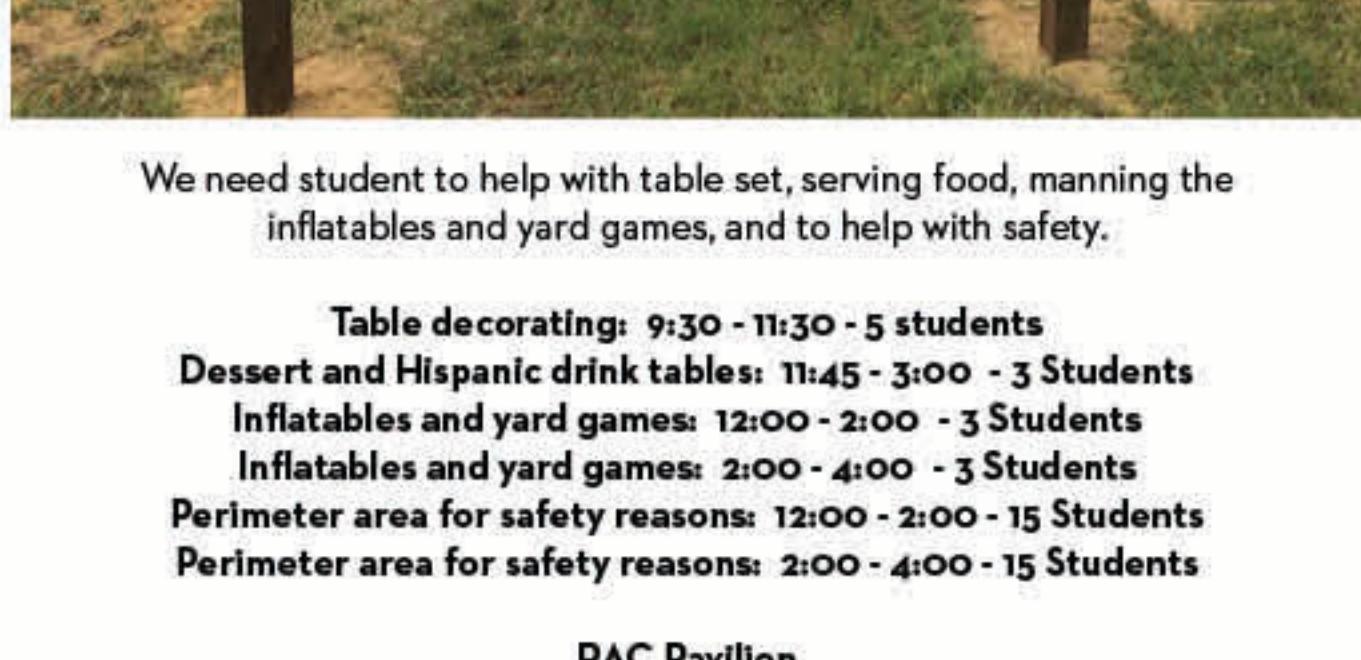 We need student to help with table set, serving food, manning the
inflatables and yard games, and to help with safety.
Table decorating: 9:30 - 11:30 - 5 students
Dessert and Hispanic drink tables: 11:45 - 3:00 - 3 Students
Inflatables and yard games: 12:00 - 2:00 - 3 Students
Inflatables and yard games: 2:00 - 4:00 - 3 Students
Perimeter area for safety reasons: 12:00 - 2:00 - 15 Students
Perimeter area for safety reasons: 2:00 - 4:00 - 15 Students
Pavilion